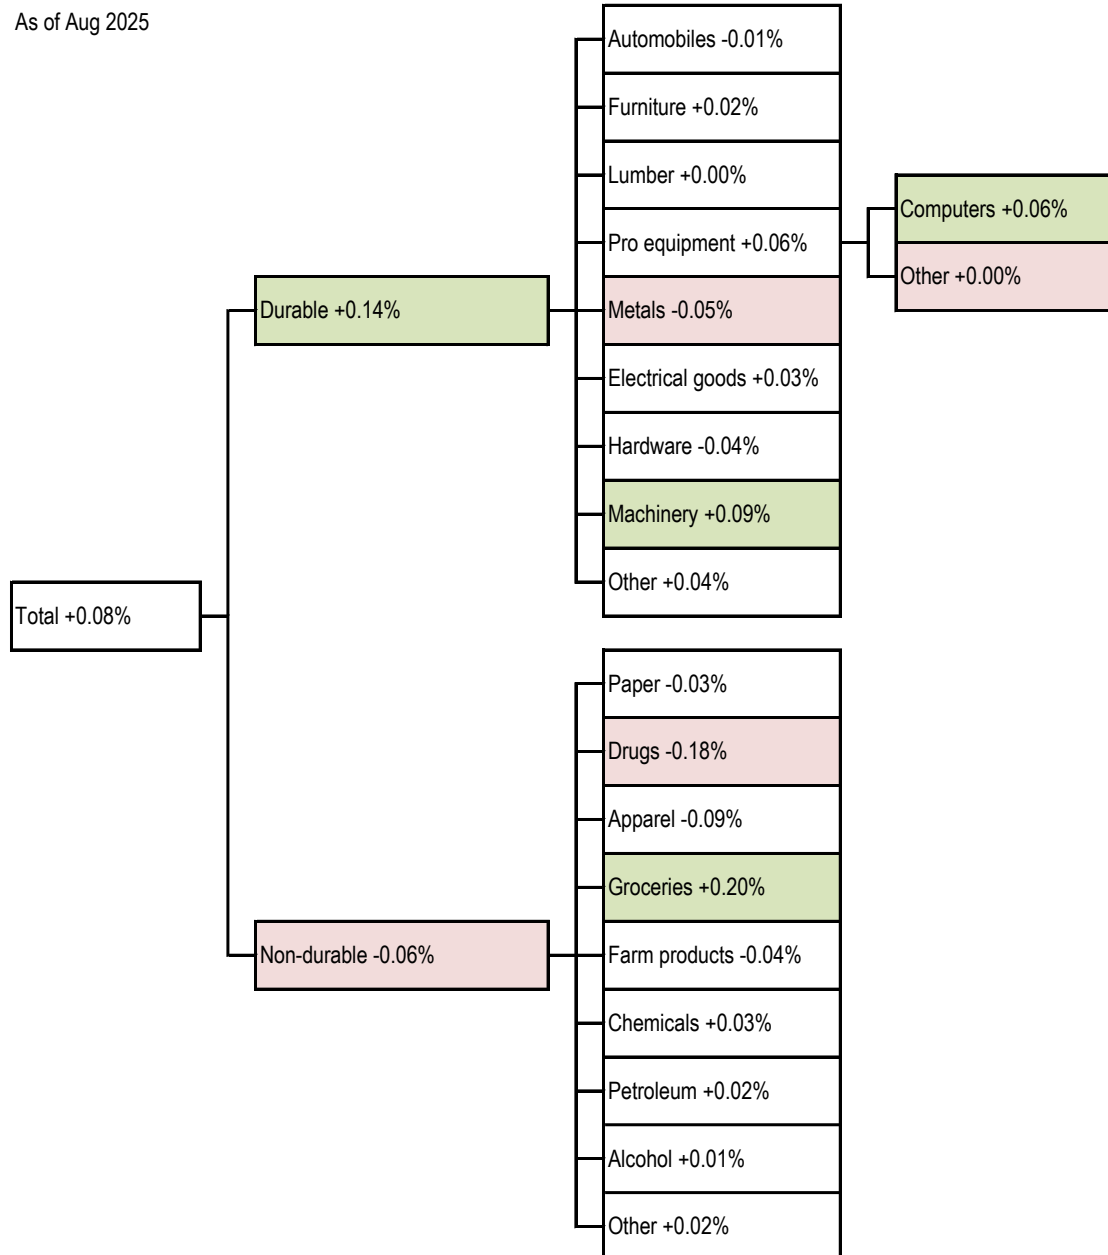 As of Aug 2025
Total +0.08%
Durable +0.14%
Automobiles -0.01%
Furniture +0.02%
Lumber +0.00%
Pro equipment +0.06%
Computers +0.06%
Other +0.00%
Metals -0.05%
Electrical goods +0.03%
Hardware -0.04%
Machinery +0.09%
Other +0.04%
Non-durable -0.06%
Paper -0.03%
Drugs -0.18%
Apparel -0.09%
Groceries +0.20%
Farm products -0.04%
Chemicals +0.03%
Petroleum +0.02%
Alcohol +0.01%
Other +0.02%